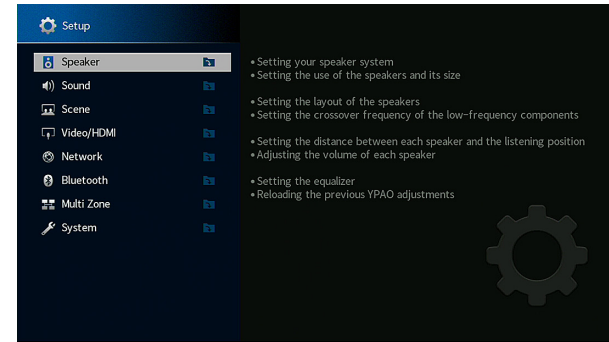 Setup
Speaker
Sound
Scene
Video/HDMI
Network
Bluetooth
Multi Zone
System
•Setting your speaker system
•Setting the use of the speakers and its size
•Setting the layout of the speakers
•Setting the crossover frequency of the low-frequency components
•Setting the distance between each speaker and the listening position
•Adjusting the volume of each speaker
•Setting the equalizer
•Reloading the previous YPAO adjustments